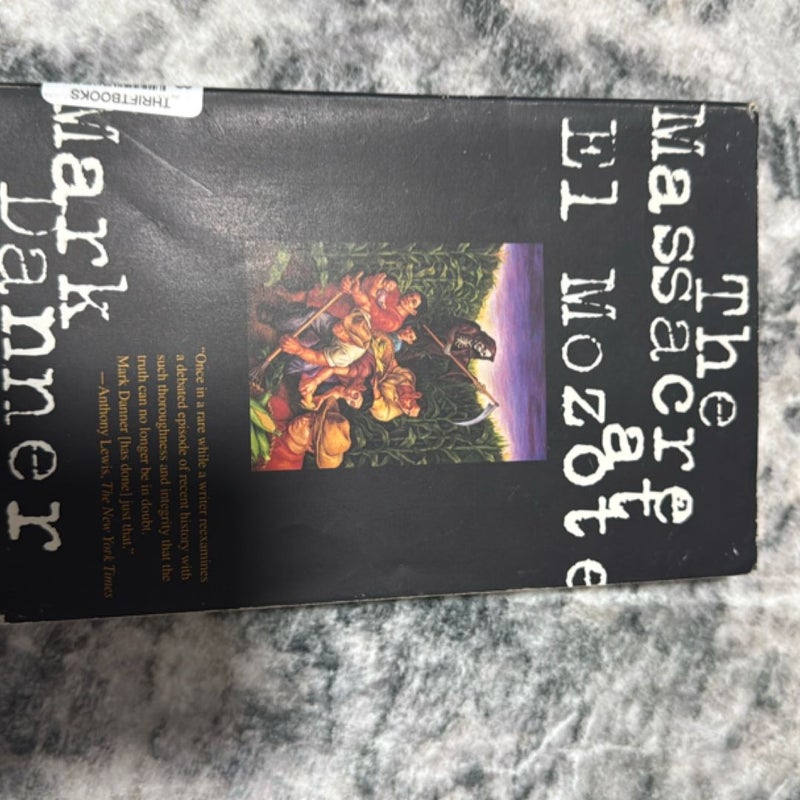 The
Massacre
at
El Mozote
"Once in a rare while a writer reexamines
a debated episode of recent history with
such thoroughness and integrity that the
truth can no longer be in doubt.
Mark Danner [has done] just that."
—Anthony Lewis, The New York Times
Mark
Danner
...THRIFTBOOKS